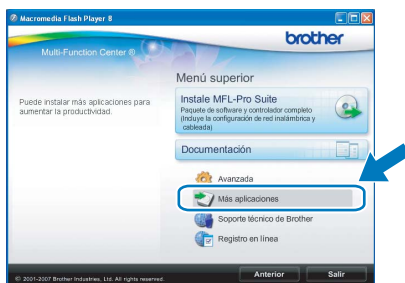 Macromedia Flash Player 8
brother
Multi-Function Center ®
Menú superior
Puede instalar más aplicaciones para
aumentar la productividad.
Instale MFL-Pro Suite
Paquete de software y controlador completo
(Incluye la configuración de red inalámbrica y
cableada)
Documentación
Avanzada
Más aplicaciones
Soporte técnico de Brother
Registro en línea
© 2001-2007 Brother Industries, Ltd. All rights reserved.
Anterior
Salir